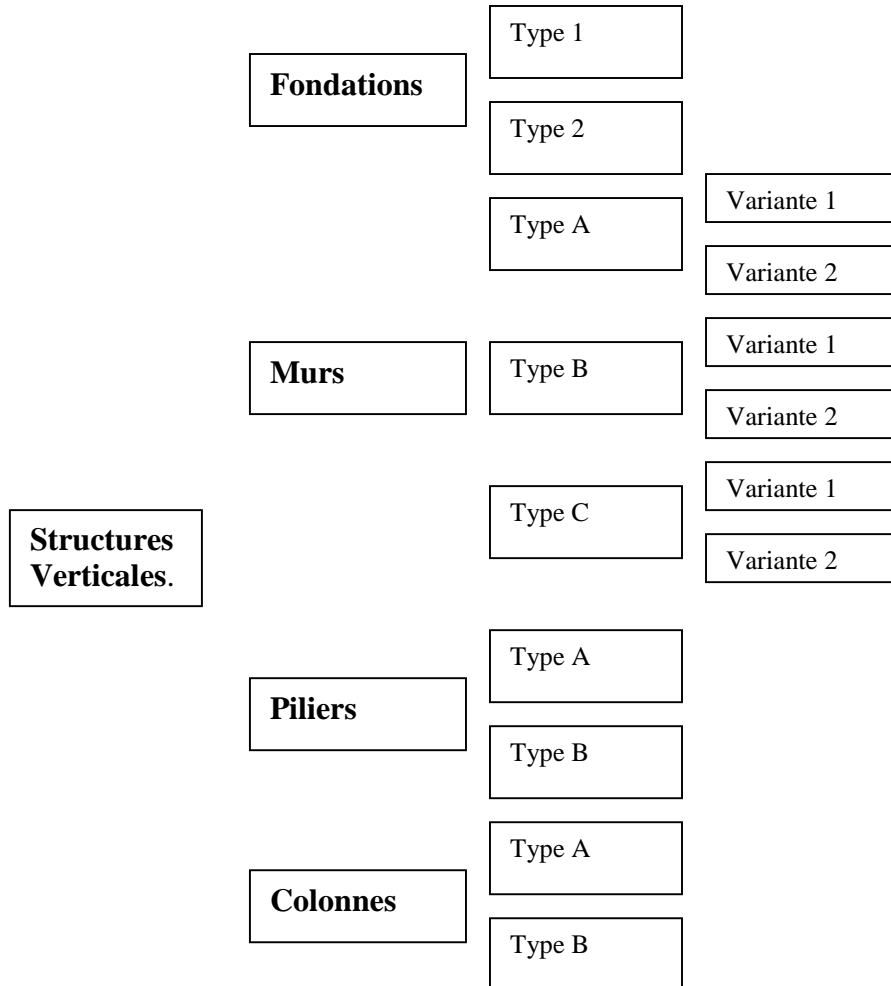 Type 1
Fondations
Type 2
Type A
Variante 1
Variante 2
Murs
Type B
Variante 1
Variante 2
Type C
Variante 1
Variante 2
Structures
Verticales.
Type A
Piliers
Type B
Type A
Colonnes
Type B